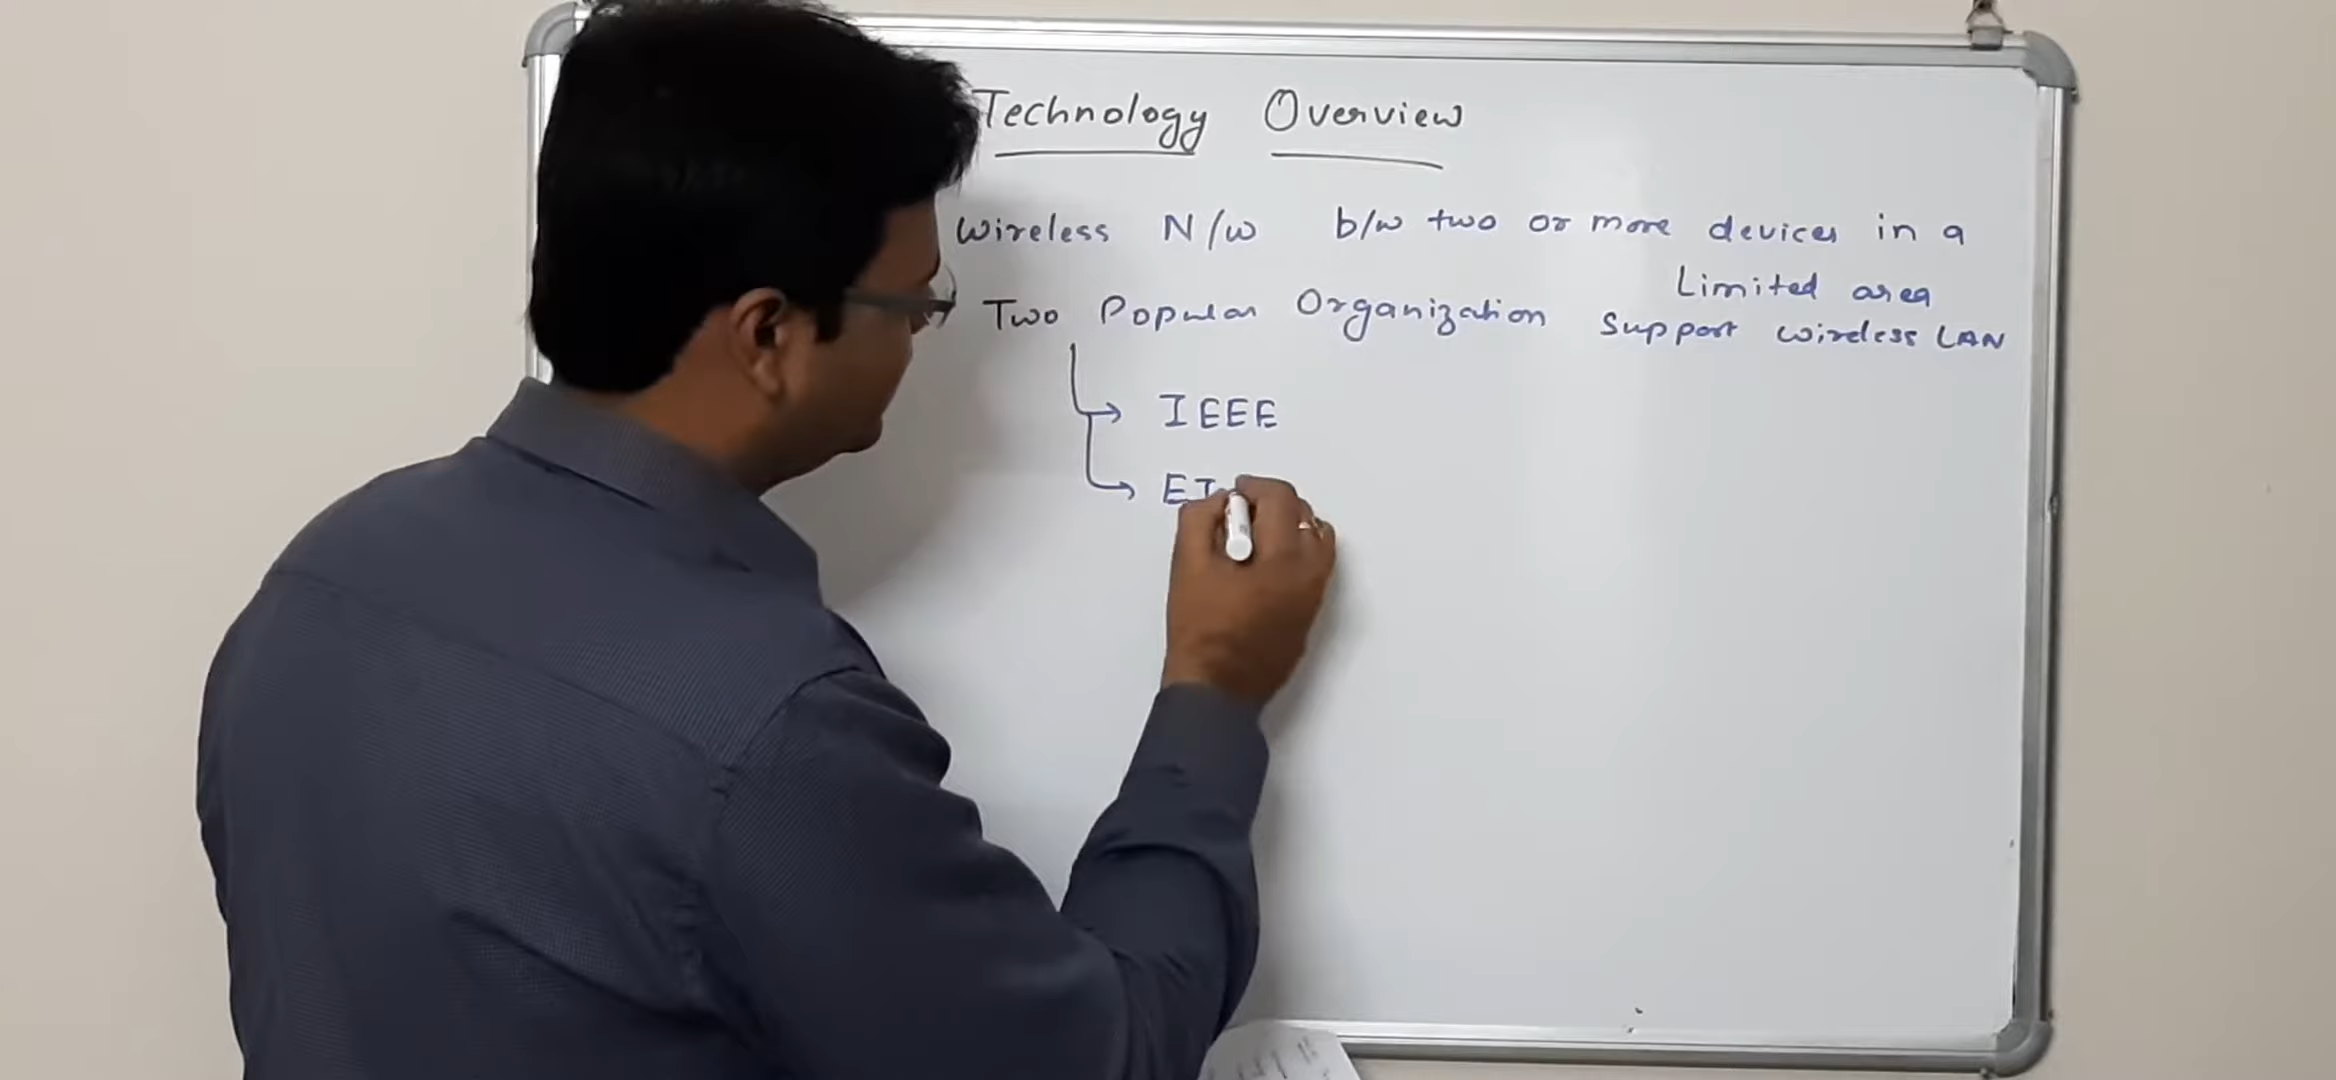 Technology Overview
Wireless N/w b/w two or more devices in a
Limited area
Two Popular Organization Support wireless LAN
IEEE